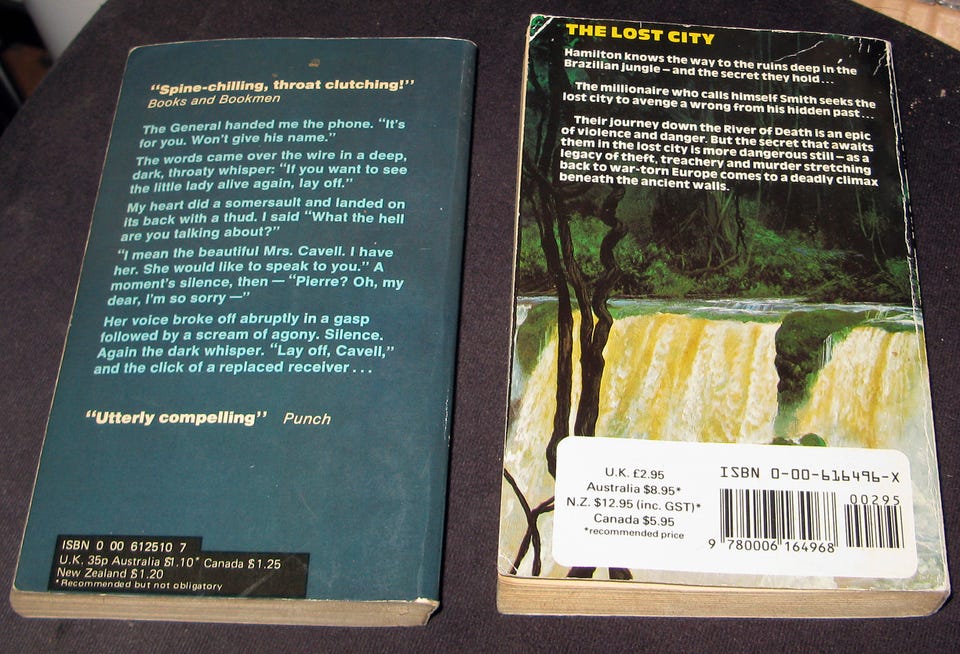 "Spine-chilling, throat clutching!"
Books and Bookmen
The General handed me the phone. "It's
for you. Won't give his name."
The words came over the wire in a deep,
dark, throaty whisper: "If you want to see
the little lady alive again, lay off."
My heart did a somersault and landed on
its back with a thud. I said "What the hell
are you talking about?"
"I mean the beautiful Mrs. Cavell. I have
her. She would like to speak to you." A
moment's silence, then — "Pierre? Oh, my
dear, I'm so sorry —"
Her voice broke off abruptly in a gasp
followed by a scream of agony. Silence.
Again the dark whisper. "Lay off, Cavell,"
and the click of a replaced receiver . . .
"Utterly compelling" Punch
ISBN 0 00 612510 7
U.K. 35p Australia $1.10* Canada $1.25
New Zealand $1.20
*Recommended but not obligatory
THE LOST CITY
Hamilton knows the way to the ruins deep in the
Brazilian jungle – and the secret they hold . . .
The millionaire who calls himself Smith seeks the
lost city to avenge a wrong from his hidden past . . .
Their journey down the River of Death is an epic
of violence and danger. But the secret that awaits
them in the lost city is more dangerous still – as a
legacy of theft, treachery and murder stretching
back to war-torn Europe comes to a deadly climax
beneath the ancient walls.
U.K. £2.95
Australia $8.95*
N.Z. $12.95 (inc. GST)*
Canada $5.95
*recommended price
ISBN 0-00-616496-X
00295
9 780006 164968